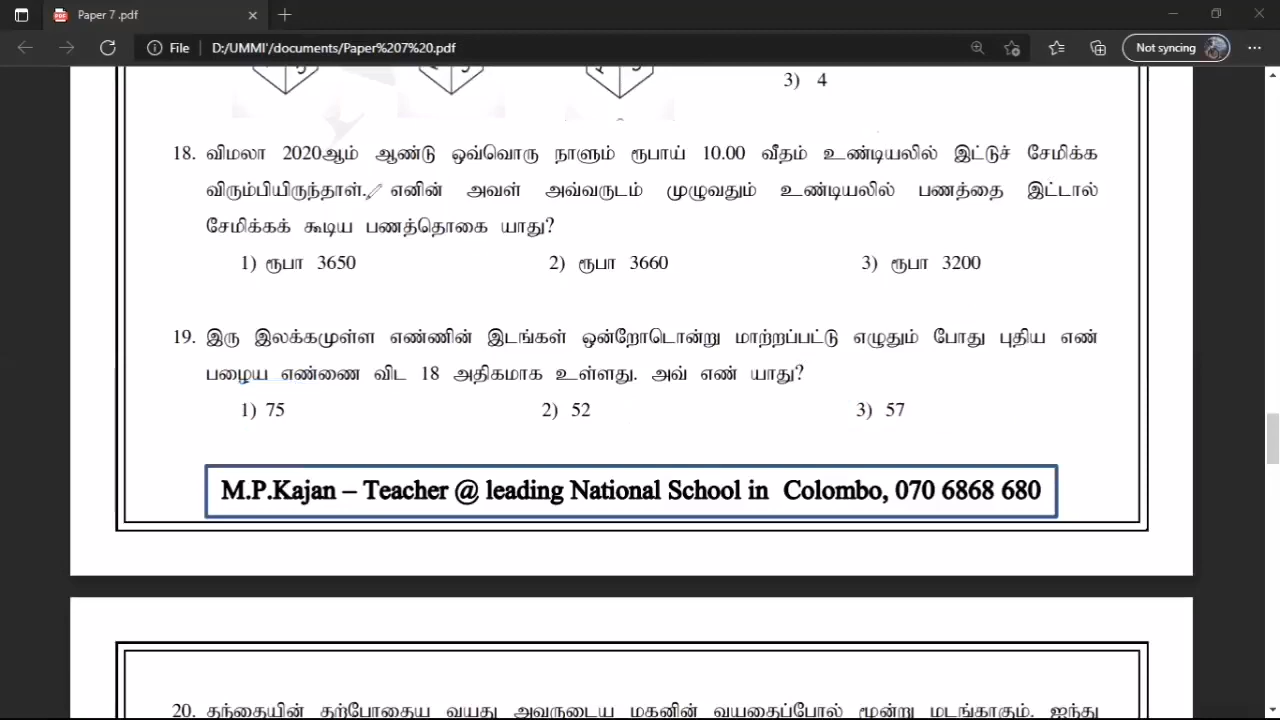 Paper 7 .pdf
File D:/UMMI'/documents/Paper%207%20.pdf
Not syncing
3) 4
18. விமலா 2020ஆம் ஆண்டு ஒவ்வொரு நாளும் ரூபாய் 10.00 வீதம் உண்டியலில் இட்டுச் சேமிக்க
விரும்பியிருந்தாள். எனின் அவள் அவ்வருடம் முழுவதும் உண்டியலில் பணத்தை இட்டால்
சேமிக்கக் கூடிய பணத்தொகை யாது?
1) ரூபா 3650 2) ரூபா 3660 3) ரூபா 3200
19. இரு இலக்கமுள்ள எண்ணின் இடங்கள் ஒன்றோடொன்று மாற்றப்பட்டு எழுதும் போது புதிய எண்
பழைய எண்ணை விட 18 அதிகமாக உள்ளது. அவ் எண் யாது?
1) 75 2) 52 3) 57
M.P.Kajan – Teacher @ leading National School in Colombo, 070 6868 680
20. தந்தையின் தற்போதைய வயது அவருடைய மகனின் வயதைப்போல் மூன்று மடங்காகும். ஐந்து